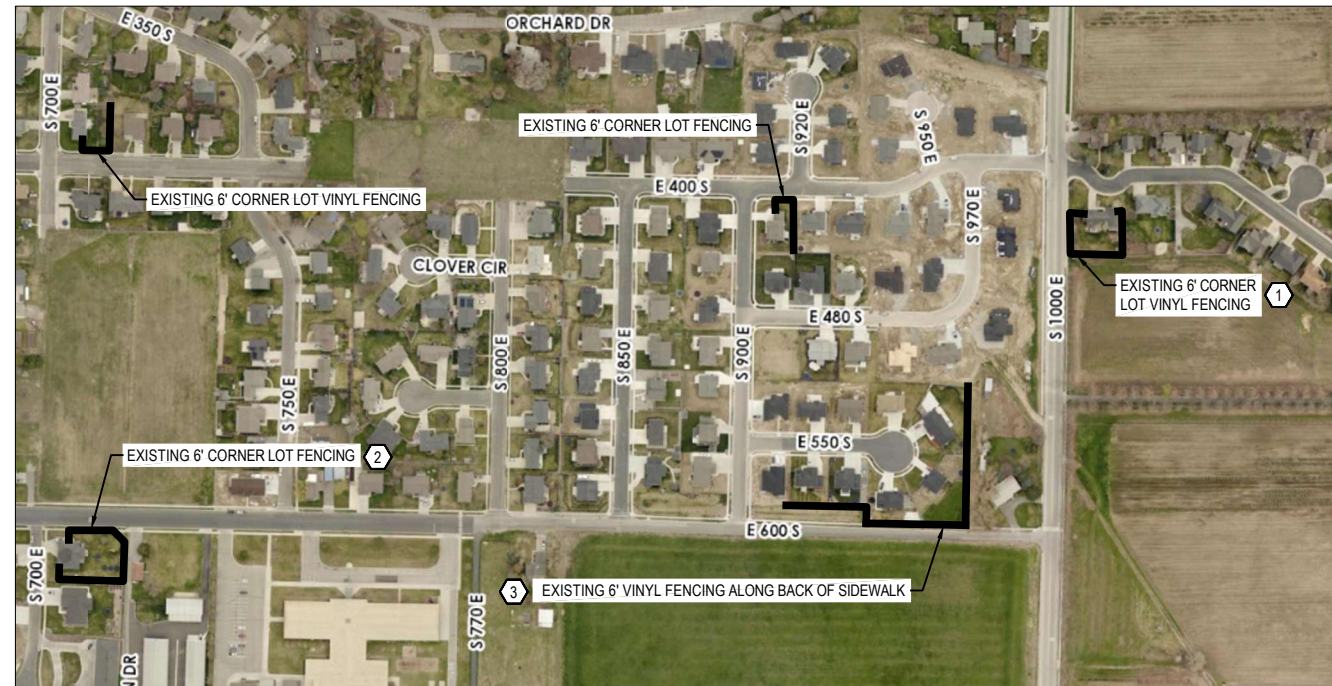 ORCHARD DR
E 350 S
S 700 E
S 920 E
S 950 E
EXISTING 6' CORNER LOT FENCING
E 400 S
EXISTING 6' CORNER LOT VINYL FENCING
S 970 E
CLOVER CIR
S 1000 E
EXISTING 6' CORNER
LOT VINYL FENCING
1
E 480 S
S 750 E
S 800 E
S 850 E
S 900 E
E 550 S
EXISTING 6' CORNER LOT FENCING
2
E 600 S
S 700 E
S 770 E
3
EXISTING 6' VINYL FENCING ALONG BACK OF SIDEWALK
N DR